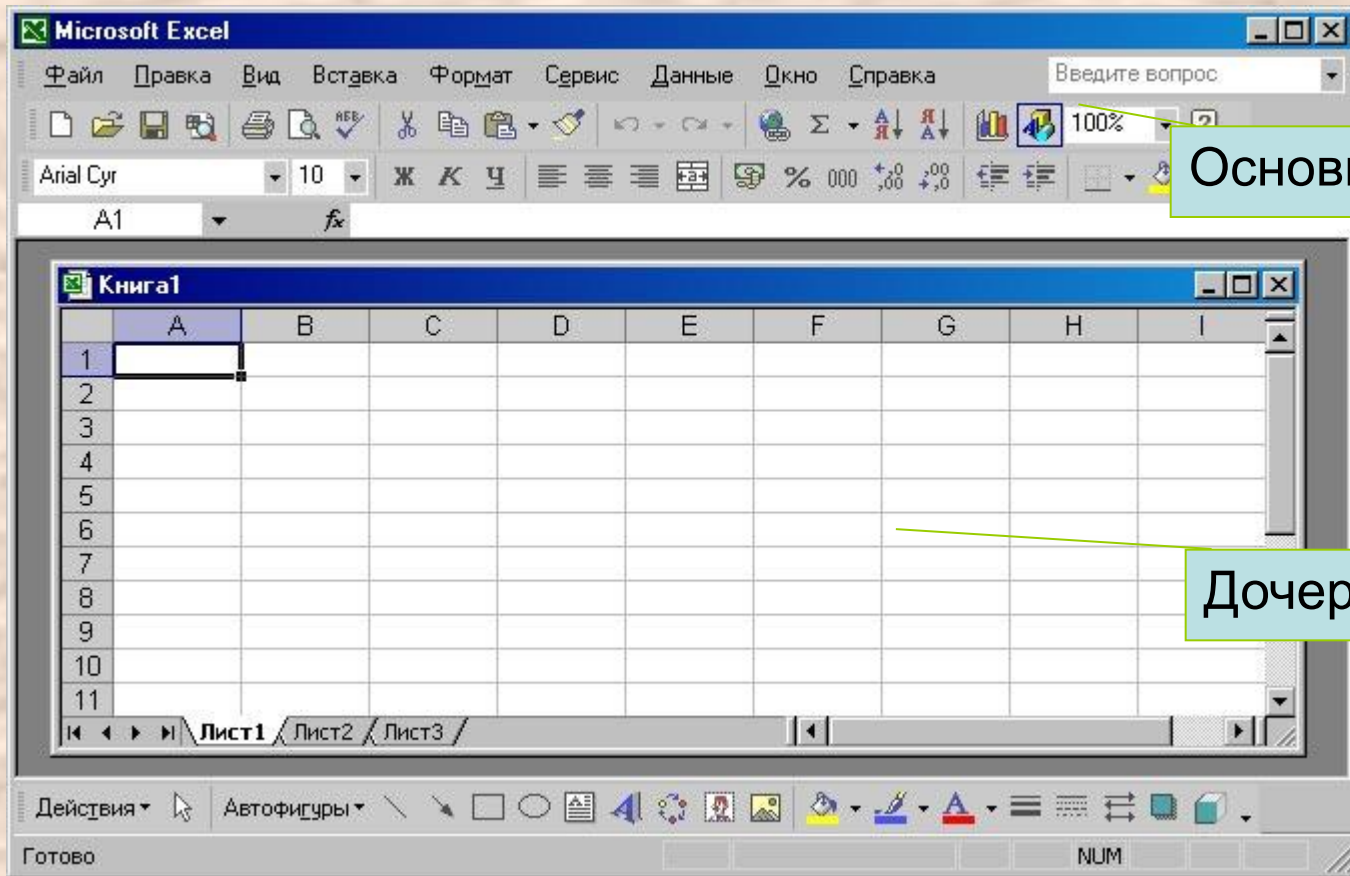 Microsoft Excel
Файл Правка Вид Вставка Формат Сервис Данные Окно Справка Введите вопрос
100%
Arial Cyr 10 Ж К Ч % 000
A1 fx
Книга1
A B C D E F G H I
1
2
3
4
5
6
7
8
9
10
11
Лист1 Лист2 Лист3
Действия Автофигуры
Готово NUM